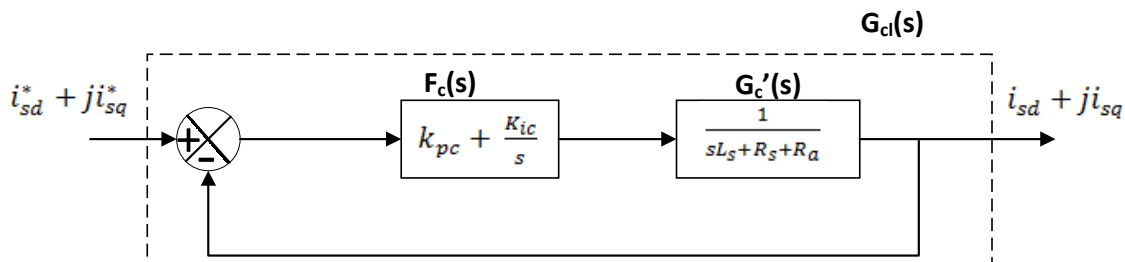 G_cl(s)
i*_sd + ji*_sq
F_c(s)
G_c’(s)
i_sd + ji_sq
+
−
k_pc + K_ic/s
1/(sL_s+R_s+R_a)